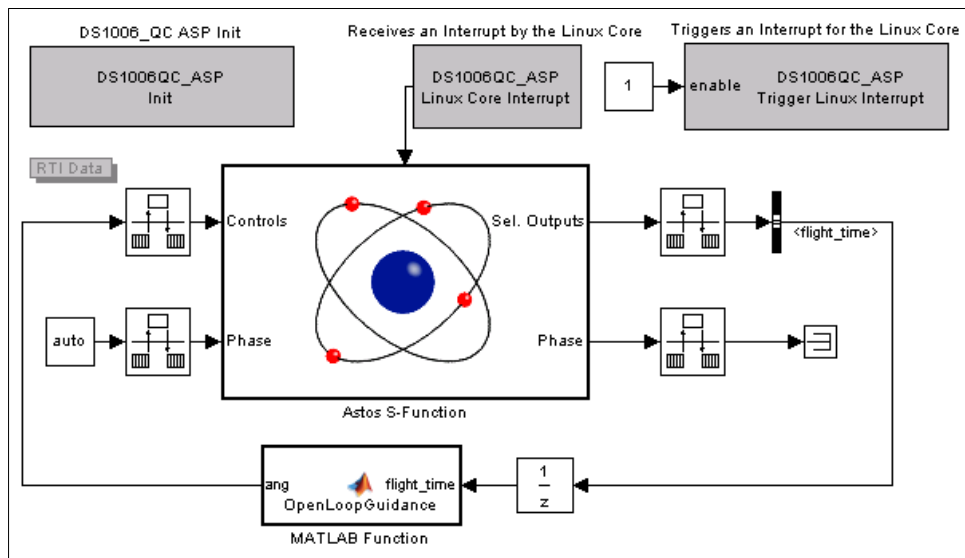 DS1006_QC ASP Init
Receives an Interrupt by the Linux Core
Triggers an Interrupt for the Linux Core
DS1006QC_ASP
Init
DS1006QC_ASP
Linux Core Interrupt
1
enable
DS1006QC_ASP
Trigger Linux Interrupt
RTI Data
Controls
Sel. Outputs
<flight_time>
auto
Phase
Phase
Astos S-Function
ang
flight_time
OpenLoopGuidance
1
z
MATLAB Function